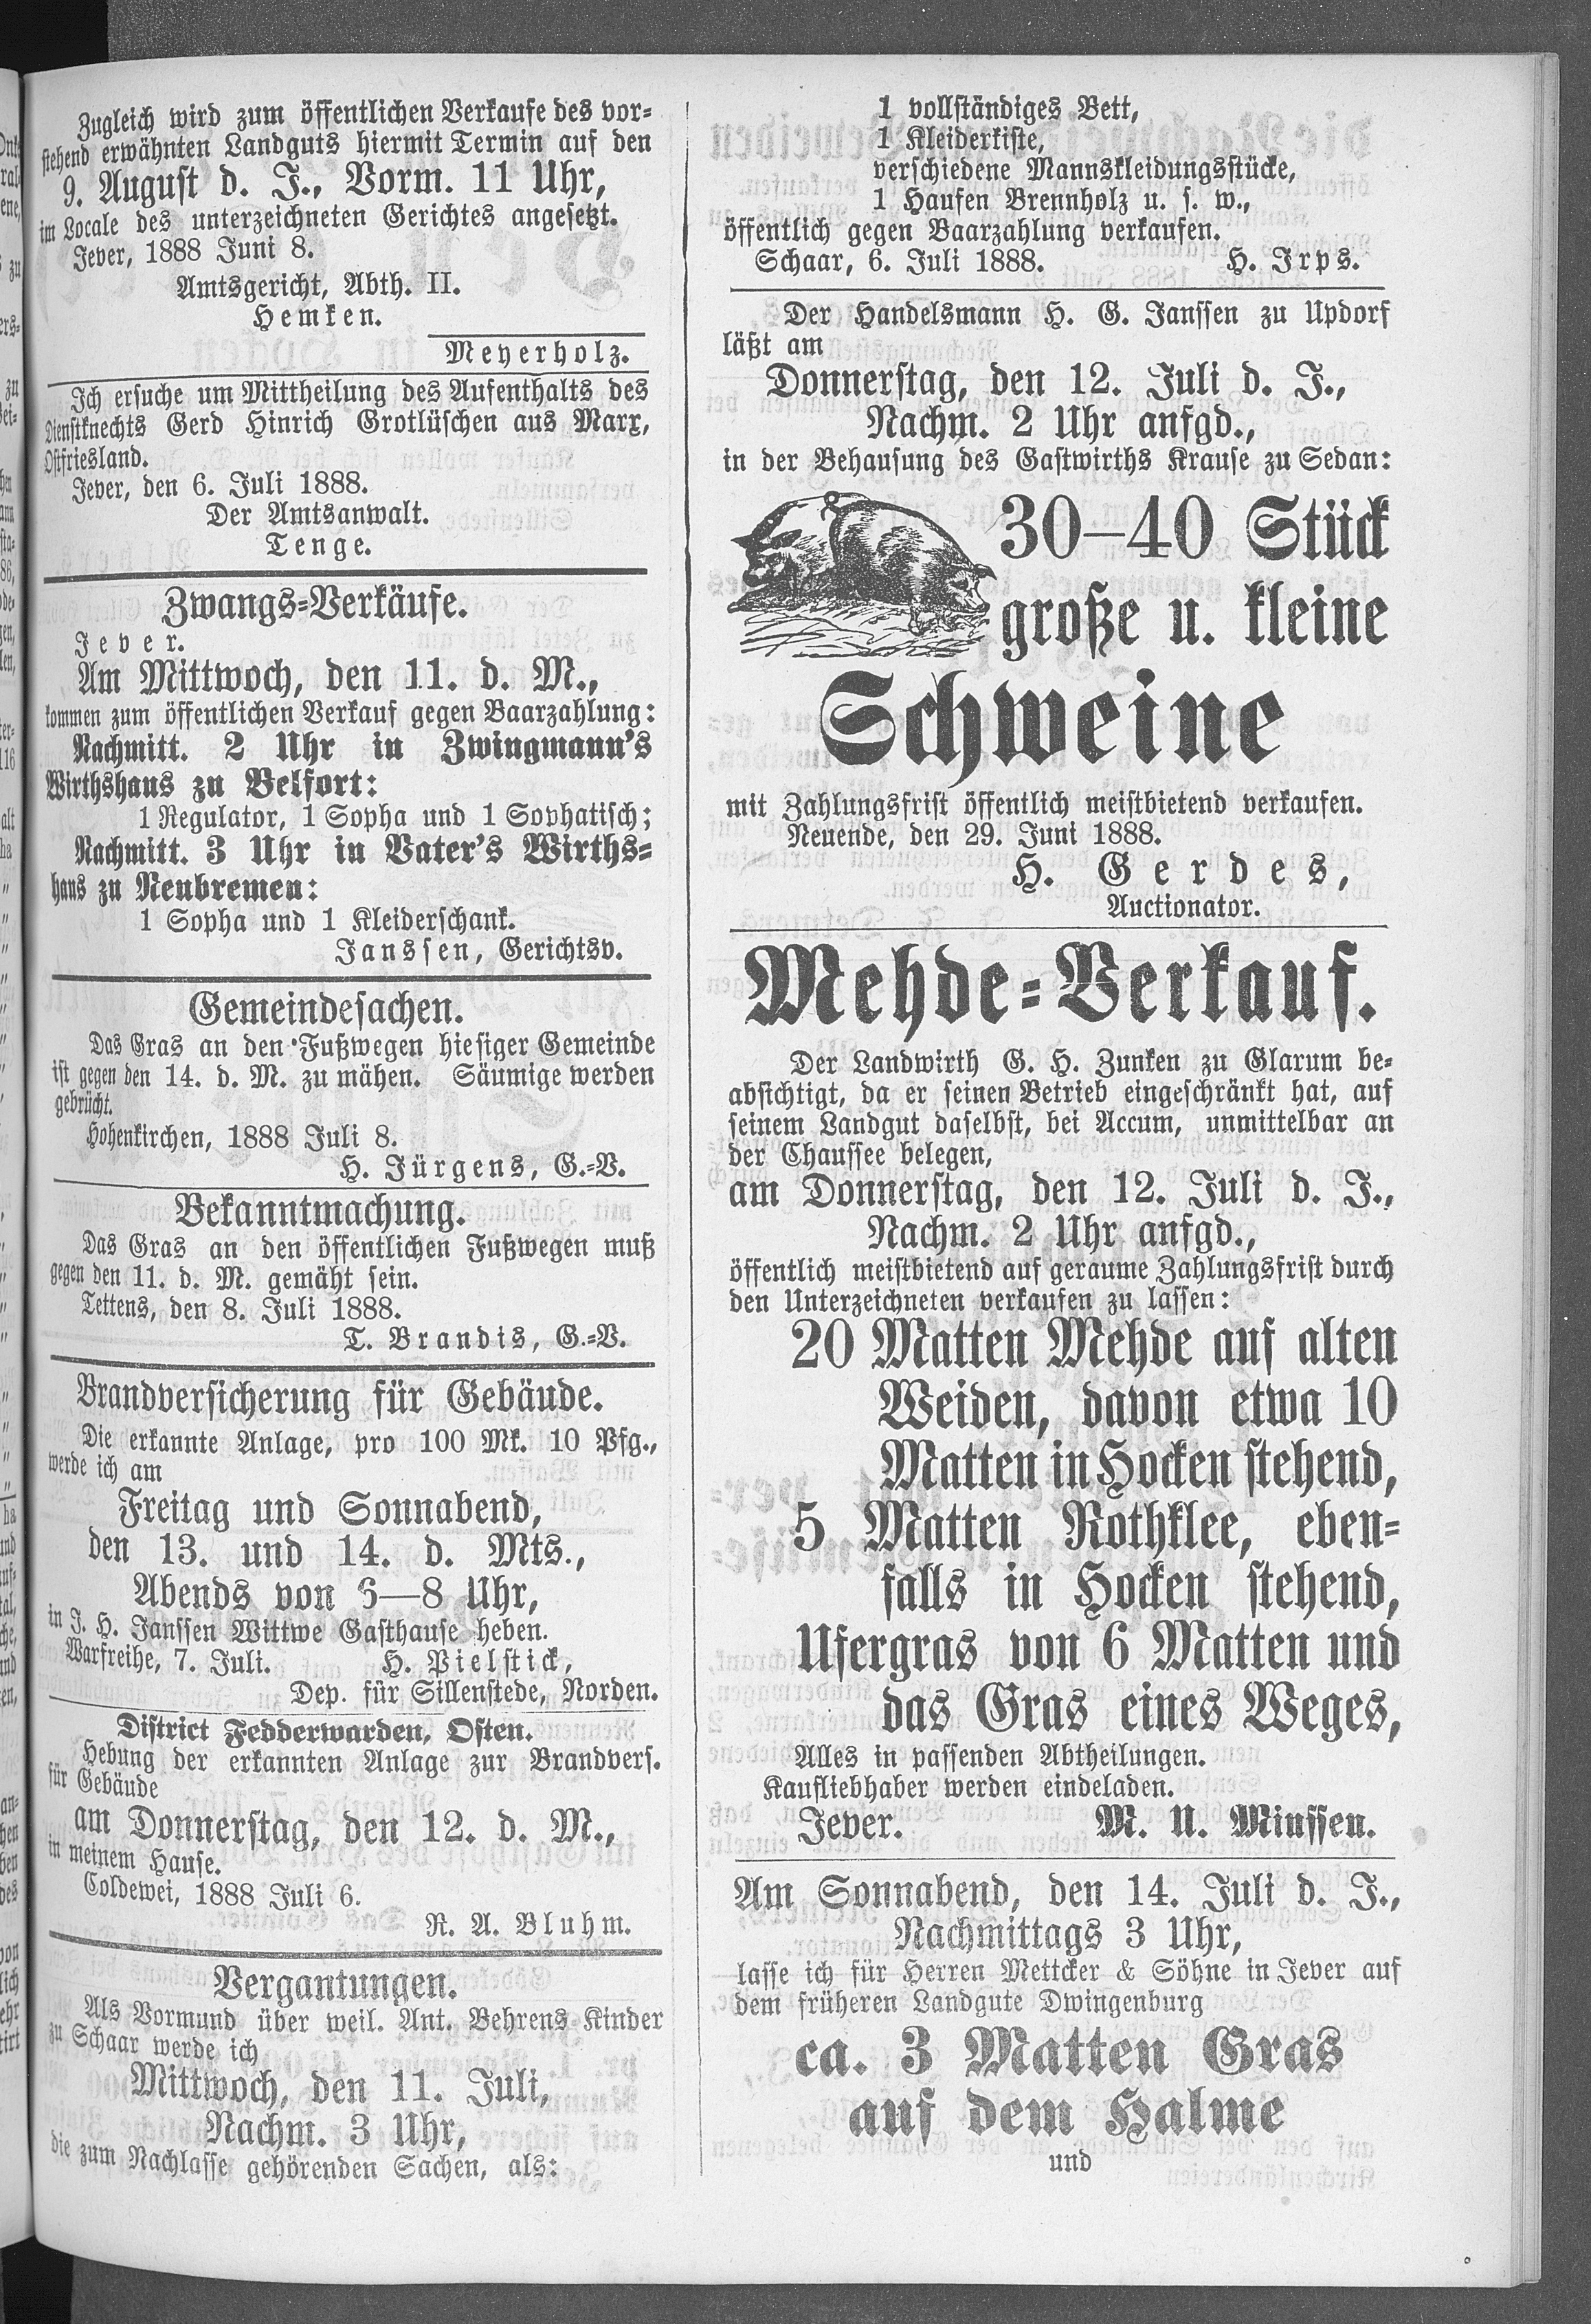 Zugleich wird zum öffentlichen Verkaufe des vor-
stehend erwähnten Landguts hiermit Termin auf den
9. August d. J., Vorm. 11 Uhr,
im Locale des unterzeichneten Gerichtes angesetzt.
Jever, 1888 Juni 8.
Amtsgericht, Abth. II.
Hemken.
Meyerholz.
Ich ersuche um Mittheilung des Aufenthalts des
Dienstknechts Gerd Hinrich Grotlüschen aus Marx,
Ostfriesland.
Jever, den 6. Juli 1888.
Der Amtsanwalt.
Tenge.
Zwangs-Verkäufe.
Jever.
Am Mittwoch, den 11. d. M.,
kommen zum öffentlichen Verkauf gegen Baarzahlung:
Nachmitt. 2 Uhr in Zwingmann's
Wirthshaus zu Belfort:
1 Regulator, 1 Sopha und 1 Sophatisch;
Nachmitt. 3 Uhr in Vater's Wirths-
haus zu Neubremen:
1 Sopha und 1 Kleiderschank.
Janssen, Gerichtsv.
Gemeindesachen.
Das Gras an den Fußwegen hiesiger Gemeinde
ist gegen den 14. d. M. zu mähen. Säumige werden
gebrücht.
Hohenkirchen, 1888 Juli 8.
H. Jürgens, G.-V.
Bekanntmachung.
Das Gras an den öffentlichen Fußwegen muß
gegen den 11. d. M. gemäht sein.
Tettens, den 8. Juli 1888.
T. Brandis, G.-V.
Brandversicherung für Gebäude.
Die erkannte Anlage, pro 100 Mk. 10 Pfg.,
werde ich am
Freitag und Sonnabend,
den 13. und 14. d. Mts.,
Abends von 6—8 Uhr,
in J. H. Janssen Wittwe Gasthause heben.
Warfreihe, 7. Juli. H. Pielstick,
Dep. für Sillenstede, Norden.
District Fedderwarden, Osten.
Hebung der erkannten Anlage zur Brandvers.
für Gebäude
am Donnerstag, den 12. d. M.,
in meinem Hause.
Coldewei, 1888 Juli 6.
R. A. Bluhm.
Vergantungen.
Als Vormund über weil. Ant. Behrens Kinder
zu Schaar werde ich
Mittwoch, den 11. Juli,
Nachm. 3 Uhr,
die zum Nachlasse gehörenden Sachen, als:
1 vollständiges Bett,
1 Kleiderkiste,
verschiedene Mannskleidungsstücke,
1 Haufen Brennholz u. s. w.,
öffentlich gegen Baarzahlung verkaufen.
Schaar, 6. Juli 1888. H. Irps.
Der Handelsmann H. G. Janssen zu Updorf
läßt am
Donnerstag, den 12. Juli d. J.,
Nachm. 2 Uhr anfgd.,
in der Behausung des Gastwirths Krause zu Sedan:
30—40 Stück
große u. kleine
Schweine
mit Zahlungsfrist öffentlich meistbietend verkaufen.
Neuende, den 29. Juni 1888.
H. Gerdes,
Auctionator.
Mehde-Verkauf.
Der Landwirth G. H. Zunken zu Glarum be-
absichtigt, da er seinen Betrieb eingeschränkt hat, auf
seinem Landgut daselbst, bei Accum, unmittelbar an
der Chaussee belegen,
am Donnerstag, den 12. Juli d. J.,
Nachm. 2 Uhr anfgd.,
öffentlich meistbietend auf geraume Zahlungsfrist durch
den Unterzeichneten verkaufen zu lassen:
20 Matten Mehde auf alten
Weiden, davon etwa 10
Matten in Hocken stehend,
5 Matten Rothklee, eben-
falls in Hocken stehend,
Ufergras von 6 Matten und
das Gras eines Weges,
Alles in passenden Abtheilungen.
Kaufliebhaber werden eindeladen.
Jever. M. U. Minssen.
Am Sonnabend, den 14. Juli d. J.,
Nachmittags 3 Uhr,
lasse ich für Herren Mettcker & Söhne in Jever auf
dem früheren Landgute Dwingenburg
ca. 3 Matten Gras
auf dem Halme
und